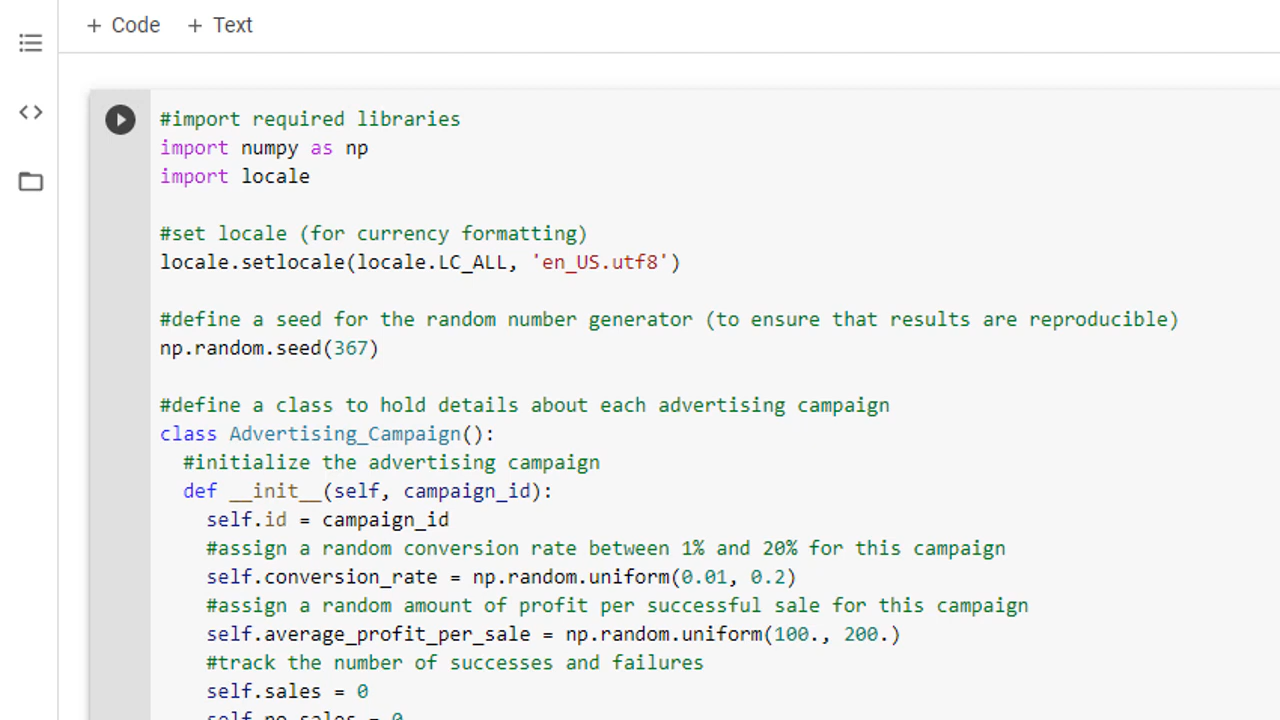 + Code + Text
#import required libraries
import numpy as np
import locale
#set locale (for currency formatting)
locale.setlocale(locale.LC_ALL, 'en_US.utf8')
#define a seed for the random number generator (to ensure that results are reproducible)
np.random.seed(367)
#define a class to hold details about each advertising campaign
class Advertising_Campaign():
  #initialize the advertising campaign
  def __init__(self, campaign_id):
    self.id = campaign_id
    #assign a random conversion rate between 1% and 20% for this campaign
    self.conversion_rate = np.random.uniform(0.01, 0.2)
    #assign a random amount of profit per successful sale for this campaign
    self.average_profit_per_sale = np.random.uniform(100., 200.)
    #track the number of successes and failures
    self.sales = 0
    self.no_sales = 0